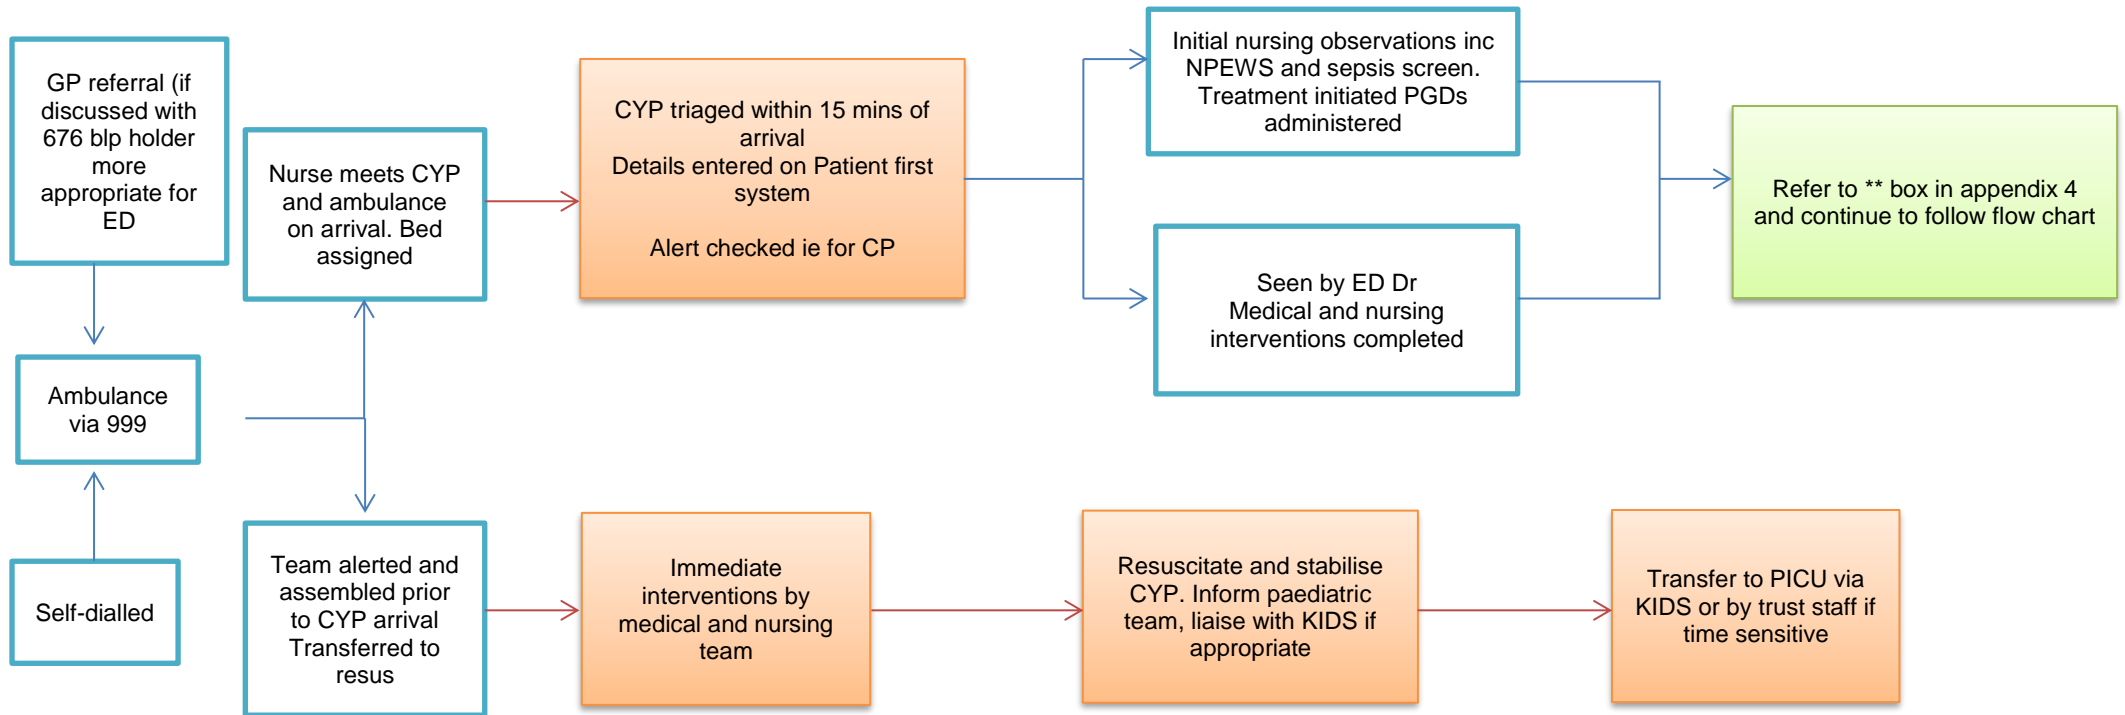 GP referral (if
discussed with
676 blp holder
more
appropriate for
ED
Ambulance
via 999
Self-dialled
Nurse meets CYP
and ambulance
on arrival. Bed
assigned
CYP triaged within 15 mins of
arrival
Details entered on Patient first
system
Alert checked ie for CP
Initial nursing observations inc
NPEWS and sepsis screen.
Treatment initiated PGDs
administered
Seen by ED Dr
Medical and nursing
interventions completed
Refer to ** box in appendix 4
and continue to follow flow chart
Team alerted and
assembled prior
to CYP arrival
Transferred to
resus
Immediate
interventions by
medical and nursing
team
Resuscitate and stabilise
CYP. Inform paediatric
team, liaise with KIDS if
appropriate
Transfer to PICU via
KIDS or by trust staff if
time sensitive